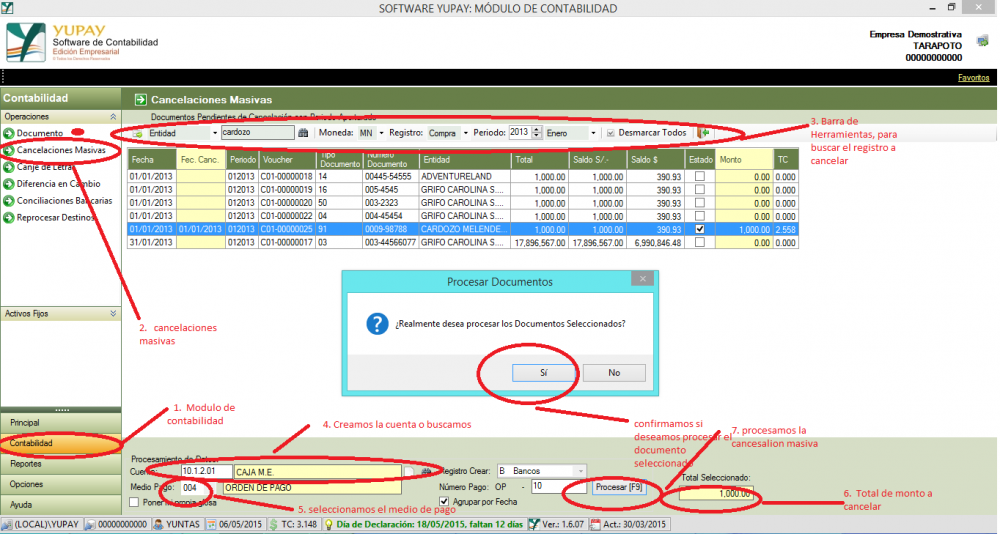 SOFTWARE YUPAY: MÓDULO DE CONTABILIDAD
YUPAY
Software de Contabilidad
Edición Empresarial
© Todos los Derechos Reservados
Empresa Demostrativa
TARAPOTO
00000000000
Favoritos
Contabilidad
Cancelaciones Masivas
Operaciones
Documentos Pendientes de Cancelación con Periodo Aperturado
Documento
Entidad cardozo Moneda: MN Registro: Compra Periodo: 2013 Enero Desmarcar Todos
3. Barra de
Herramientas, para
buscar el registro a
cancelar
Cancelaciones Masivas
Canje de Letra
Diferencia en Cambio
Conciliaciones Bancarias
Reprocesar Destinos
Fecha Fec. Canc. Periodo Voucher Tipo Documento Número Documento Entidad Total Saldo S/.- Saldo $ Estado Monto TC
01/01/2013 012013 C01-00000018 14 00445-54555 ADVENTURELAND 1,000.00 1,000.00 390.93 0.00 0.000
01/01/2013 012013 C01-00000019 16 005-4545 GRIFO CAROLINA S.... 1,000.00 1,000.00 390.93 0.00 0.000
01/01/2013 012013 C01-00000020 50 003-2323 GRIFO CAROLINA S.... 1,000.00 1,000.00 390.93 0.00 0.000
01/01/2013 012013 C01-00000022 04 004-45454 GRIFO CAROLINA S.... 1,000.00 1,000.00 390.93 0.00 0.000
01/01/2013 01/01/2013 012013 C01-00000025 91 0009-98788 CARDOZO MELENDE... 1,000.00 1,000.00 390.93 1,000.00 2.558
31/01/2013 012013 C01-00000017 03 003-44566077 GRIFO CAROLINA S.... 17,896,567.00 17,896,567.00 6,990,846.48 0.00 0.000
Procesar Documentos
¿Realmente desea procesar los Documentos Seleccionados?
Sí No
Activos Fijos
2. cancelaciones
masivas
1. Modulo de
contabilidad
4. Creamos la cuenta o buscamos
confirmamos si
deseamos procesar el
documento
seleccionado
7. procesamos la
cancesalion masiva
Principal
Contabilidad
Reportes
Opciones
Ayuda
Procesamiento de Datos:
Cuenta: 10.1.2.01 CAJA M.E. Registro Crear: B Bancos
Total Seleccionado:
Medio Pago: 004 ORDEN DE PAGO Número Pago: OP - 10 Procesar [F9] 1,000.00
Poner mi propia glosa Agrupar por Fecha
5. seleccionamos el medio de pago
6. Total de monto a
cancelar
(LOCAL)\YUPAY 00000000000 YUNTAS 06/05/2015 TC: 3.148 Día de Declaración: 18/05/2015, faltan 12 días Ver.: 1.6.07 Act.: 30/03/2015